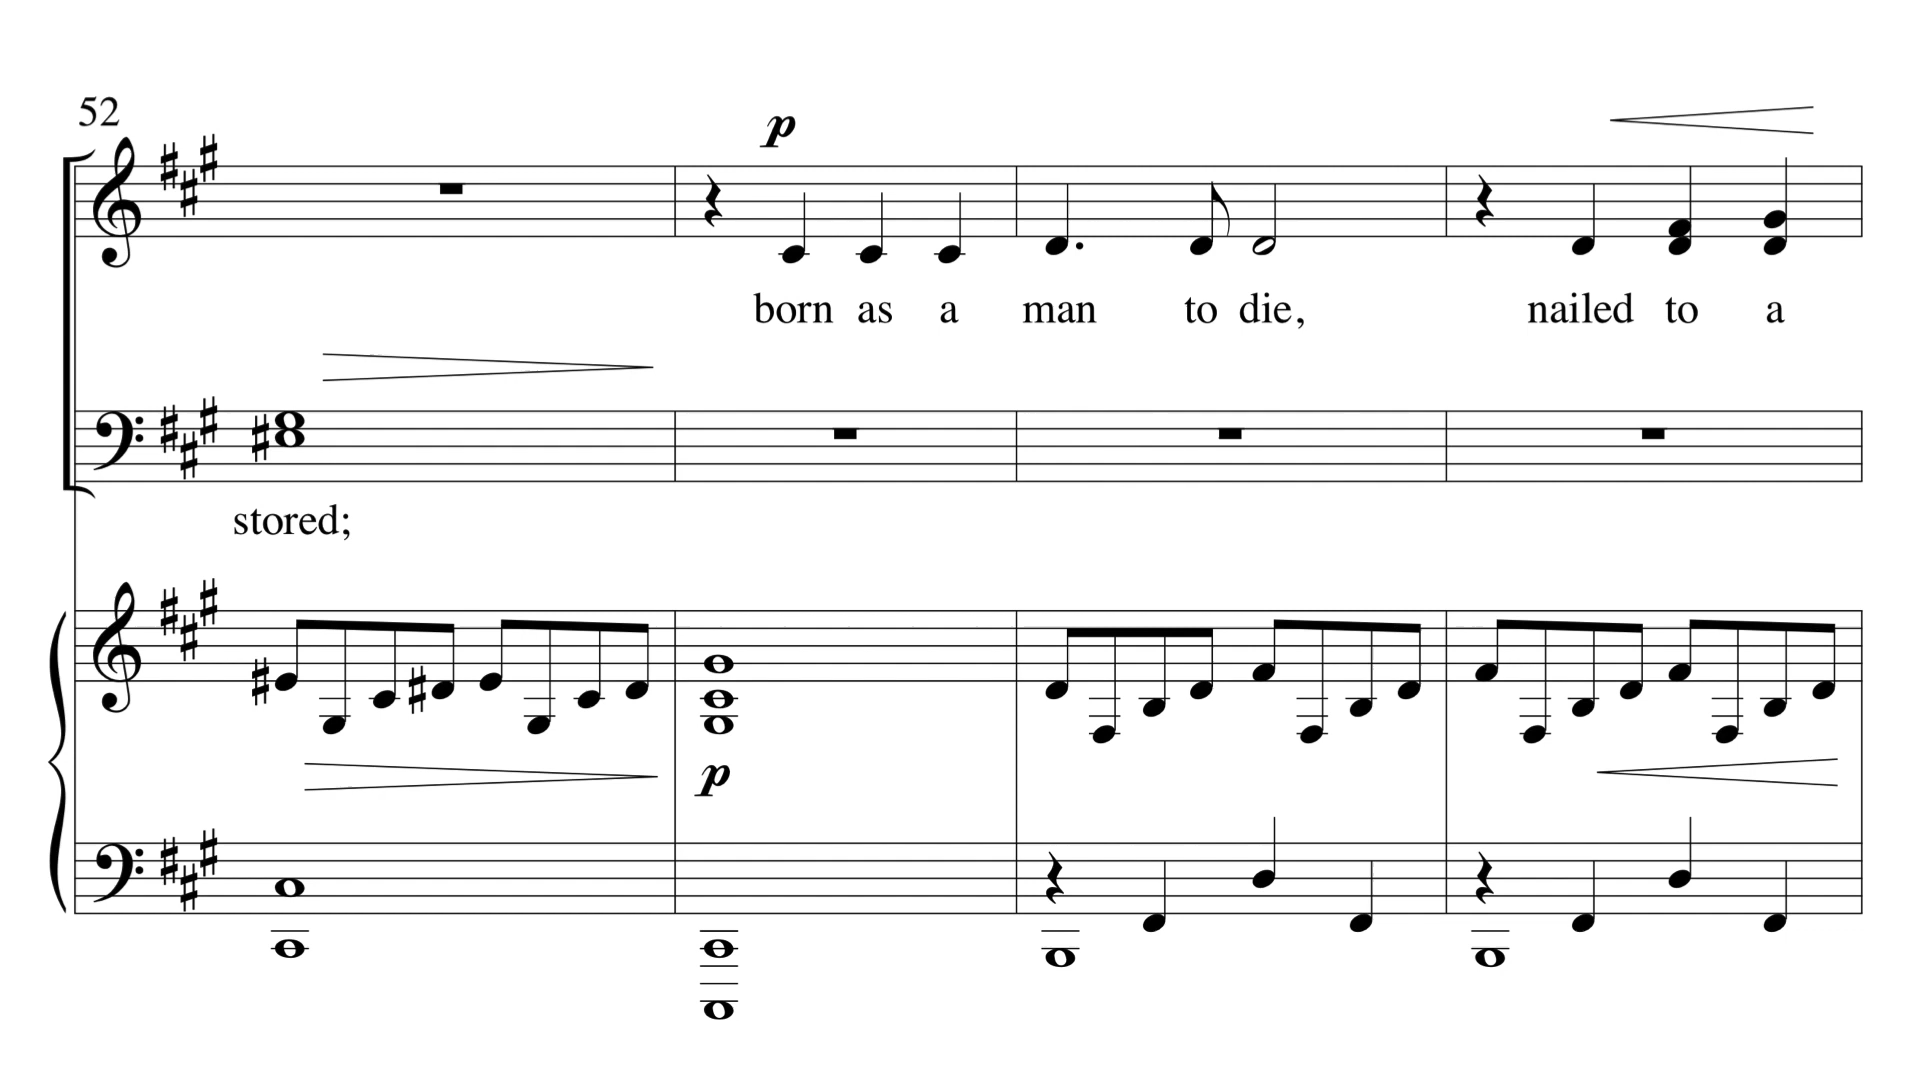 52
p
born as a man to die, nailed to a
stored;
p